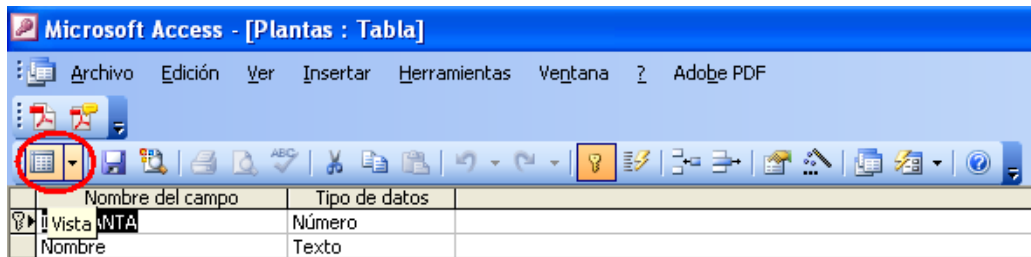 Microsoft Access - [Plantas : Tabla]
Archivo Edición Ver Insertar Herramientas Ventana ? Adobe PDF
ABC
Nombre del campo Tipo de datos
Vista Número
Nombre Texto